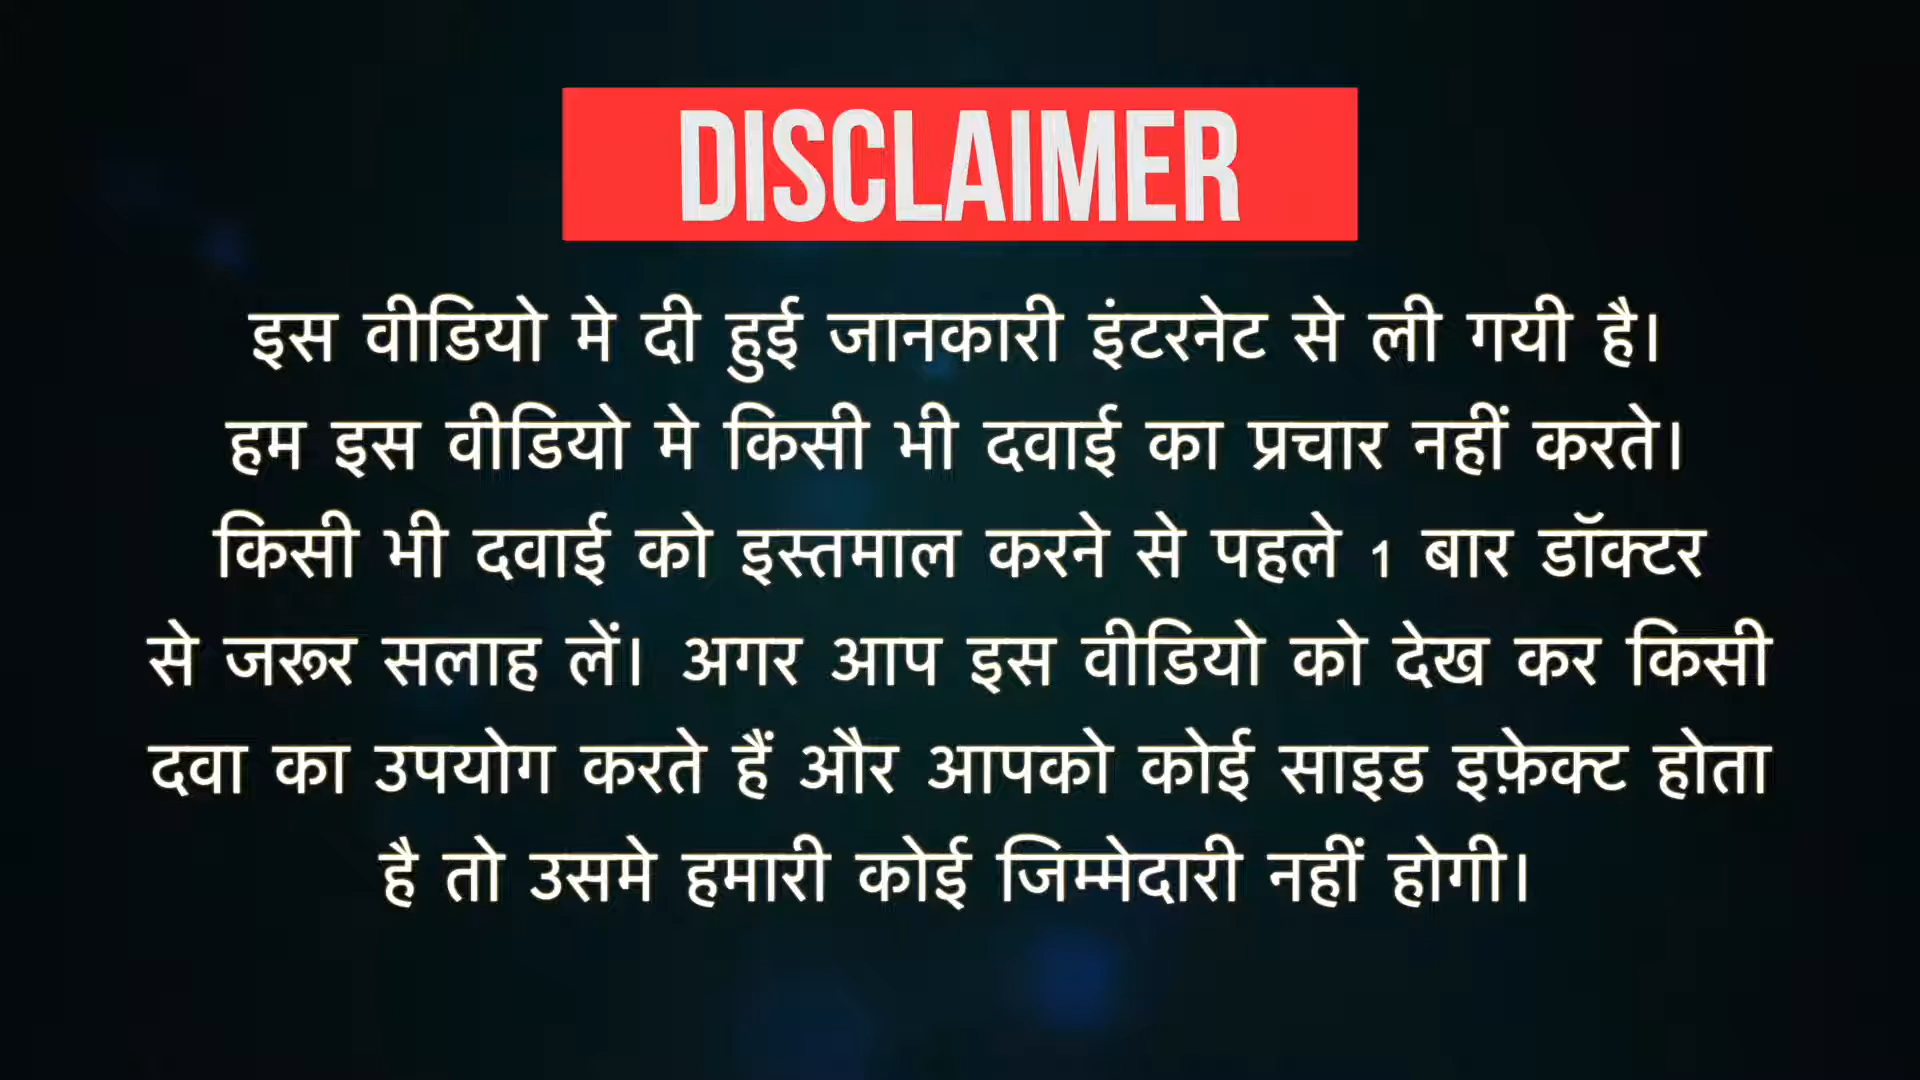 DISCLAIMER
इस वीडियो मे दी हुई जानकारी इंटरनेट से ली गयी है।
हम इस वीडियो मे किसी भी दवाई का प्रचार नहीं करते।
किसी भी दवाई को इस्तमाल करने से पहले 1 बार डॉक्टर
से जरूर सलाह लें। अगर आप इस वीडियो को देख कर किसी
दवा का उपयोग करते हैं और आपको कोई साइड इफ़ेक्ट होता
है तो उसमे हमारी कोई जिम्मेदारी नहीं होगी।